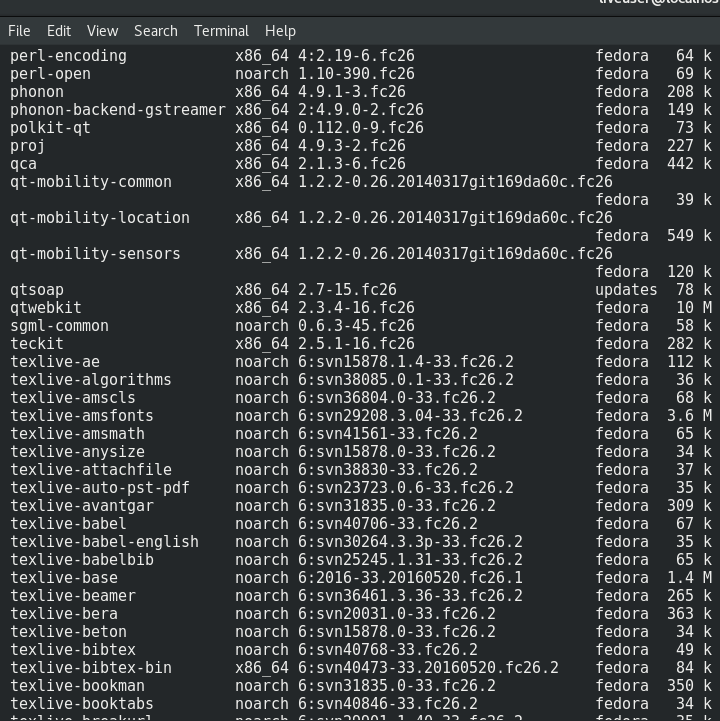 liveuser@localhos
File Edit View Search Terminal Help
perl-encoding x86_64 4:2.19-6.fc26 fedora 64 k
perl-open noarch 1.10-390.fc26 fedora 69 k
phonon x86_64 4.9.1-3.fc26 fedora 208 k
phonon-backend-gstreamer x86_64 2:4.9.0-2.fc26 fedora 149 k
polkit-qt x86_64 0.112.0-9.fc26 fedora 73 k
proj x86_64 4.9.3-2.fc26 fedora 227 k
qca x86_64 2.1.3-6.fc26 fedora 442 k
qt-mobility-common x86_64 1.2.2-0.26.20140317git169da60c.fc26
fedora 39 k
qt-mobility-location x86_64 1.2.2-0.26.20140317git169da60c.fc26
fedora 549 k
qt-mobility-sensors x86_64 1.2.2-0.26.20140317git169da60c.fc26
fedora 120 k
qtsoap x86_64 2.7-15.fc26 updates 78 k
qtwebkit x86_64 2.3.4-16.fc26 fedora 10 M
sgml-common noarch 0.6.3-45.fc26 fedora 58 k
teckit x86_64 2.5.1-16.fc26 fedora 282 k
texlive-ae noarch 6:svn15878.1.4-33.fc26.2 fedora 112 k
texlive-algorithms noarch 6:svn38085.0.1-33.fc26.2 fedora 36 k
texlive-amscls noarch 6:svn36804.0-33.fc26.2 fedora 68 k
texlive-amsfonts noarch 6:svn29208.3.04-33.fc26.2 fedora 3.6 M
texlive-amsmath noarch 6:svn41561-33.fc26.2 fedora 65 k
texlive-anysize noarch 6:svn15878.0-33.fc26.2 fedora 34 k
texlive-attachfile noarch 6:svn38830-33.fc26.2 fedora 37 k
texlive-auto-pst-pdf noarch 6:svn23723.0.6-33.fc26.2 fedora 35 k
texlive-avantgar noarch 6:svn31835.0-33.fc26.2 fedora 309 k
texlive-babel noarch 6:svn40706-33.fc26.2 fedora 67 k
texlive-babel-english noarch 6:svn30264.3.3p-33.fc26.2 fedora 35 k
texlive-babelbib noarch 6:svn25245.1.31-33.fc26.2 fedora 65 k
texlive-base noarch 6:2016-33.20160520.fc26.1 fedora 1.4 M
texlive-beamer noarch 6:svn36461.3.36-33.fc26.2 fedora 265 k
texlive-bera noarch 6:svn20031.0-33.fc26.2 fedora 363 k
texlive-beton noarch 6:svn15878.0-33.fc26.2 fedora 34 k
texlive-bibtex noarch 6:svn40768-33.fc26.2 fedora 49 k
texlive-bibtex-bin x86_64 6:svn40473-33.20160520.fc26.2 fedora 84 k
texlive-bookman noarch 6:svn31835.0-33.fc26.2 fedora 350 k
texlive-booktabs noarch 6:svn40846-33.fc26.2 fedora 34 k
texlive-breakurl noarch fedora 35 k